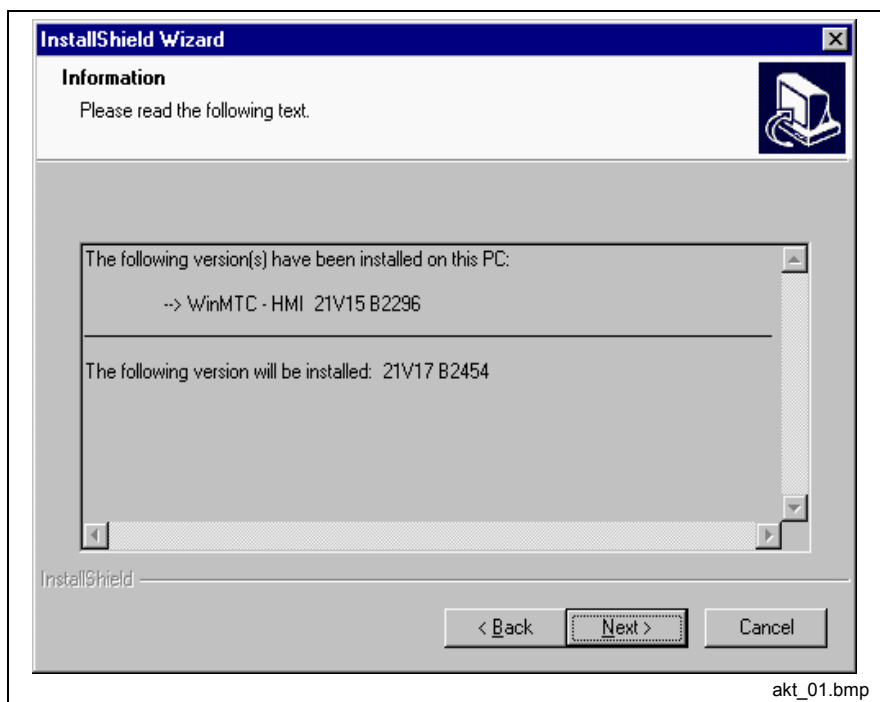 InstallShield Wizard
Information
Please read the following text.
The following version(s) have been installed on this PC:
--> WinMTC - HMI 21V15 B2296
The following version will be installed: 21V17 B2454
InstallShield
< Back Next > Cancel
akt_01.bmp